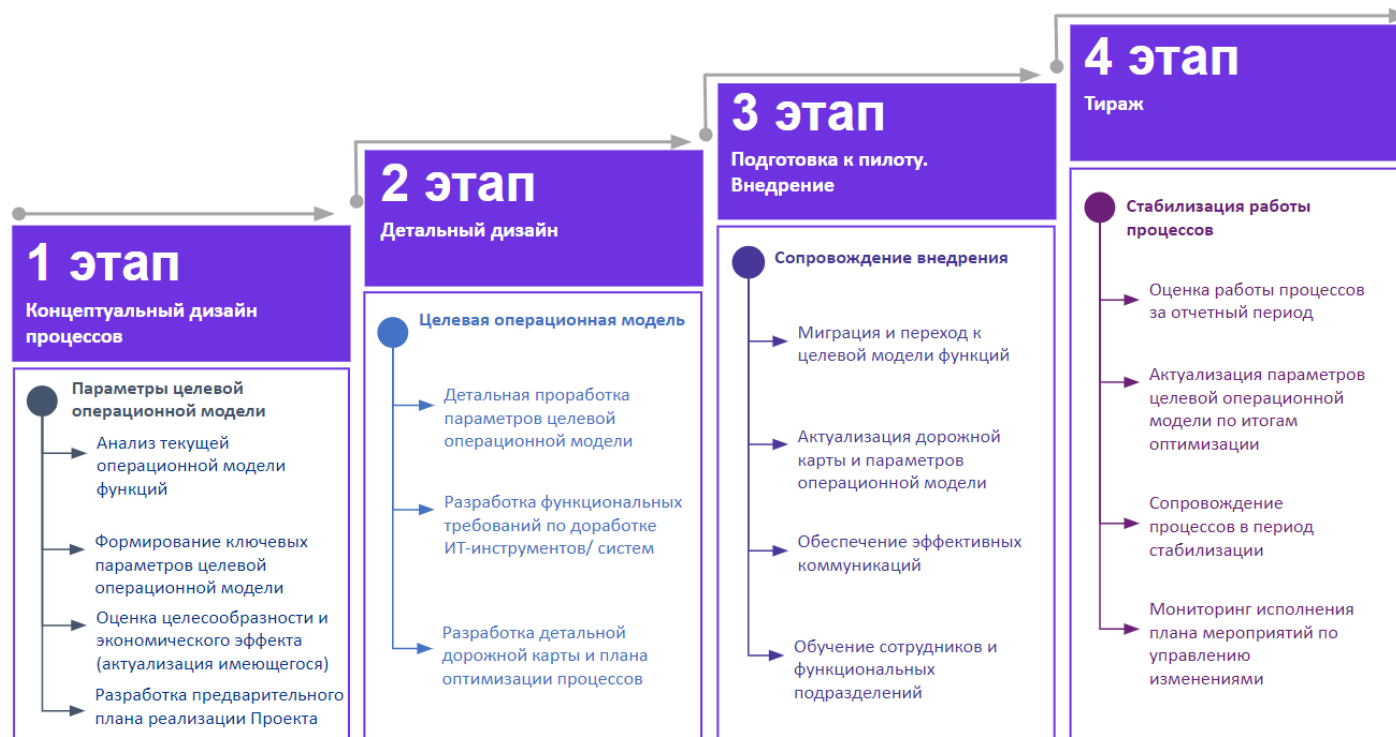 1 этап
Концептуальный дизайн
процессов
Параметры целевой
операционной модели
Анализ текущей
операционной модели
функций
Формирование ключевых
параметров целевой
операционной модели
Оценка целесообразности и
экономического эффекта
(актуализация имеющегося)
Разработка предварительного
плана реализации Проекта
2 этап
Детальный дизайн
Целевая операционная модель
Детальная проработка
параметров целевой
операционной модели
Разработка функциональных
требований по доработке
ИТ-инструментов/ систем
Разработка детальной
дорожной карты и плана
оптимизации процессов
3 этап
Подготовка к пилоту.
Внедрение
Сопровождение внедрения
Миграция и переход к
целевой модели функций
Актуализация дорожной
карты и параметров
операционной модели
Обеспечение эффективных
коммуникаций
Обучение сотрудников и
функциональных
подразделений
4 этап
Тираж
Стабилизация работы
процессов
Оценка работы процессов
за отчетный период
Актуализация параметров
целевой операционной
модели по итогам
оптимизации
Сопровождение
процессов в период
стабилизации
Мониторинг исполнения
плана мероприятий по
управлению
изменениями